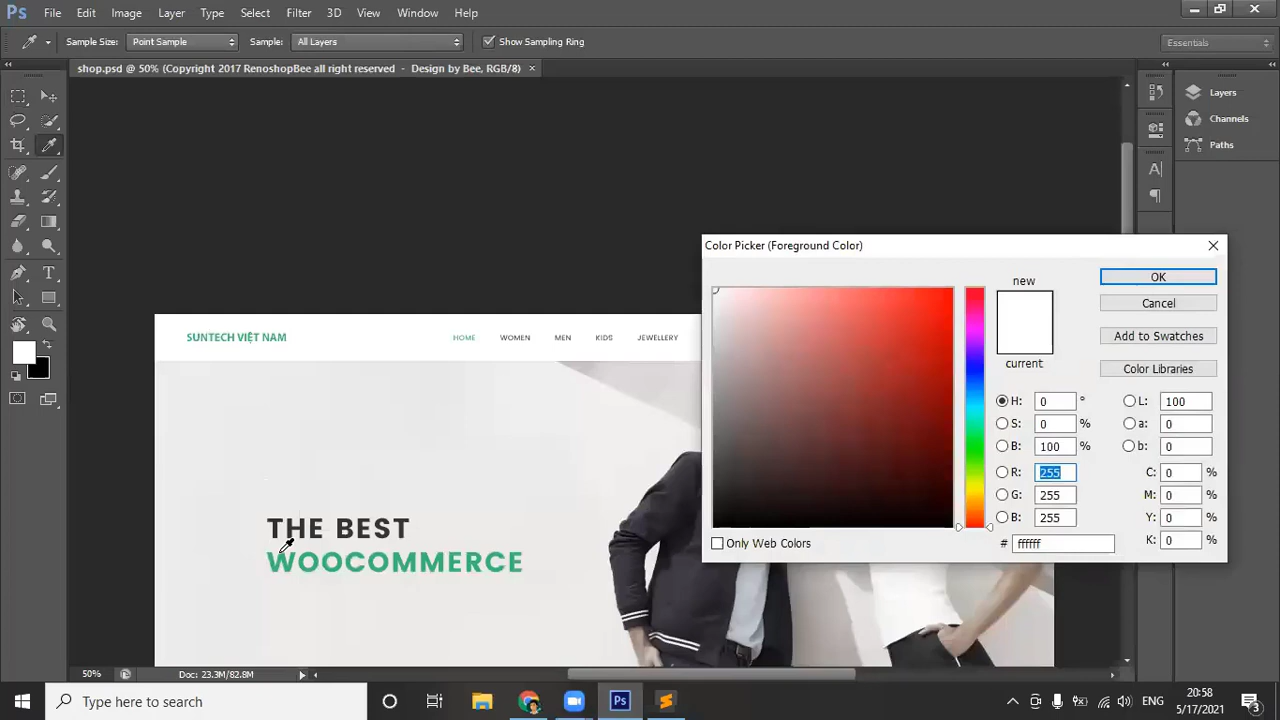 Ps File Edit Image Layer Type Select Filter 3D View Window Help
Sample Size: Point Sample Sample: All Layers Show Sampling Ring Essentials
shop.psd @ 50% (Copyright 2017 RenoshopBee all right reserved - Design by Bee, RGB/8) ×
Layers
Channels
Paths
Color Picker (Foreground Color)
new
OK
Cancel
Add to Swatches
current
Color Libraries
H: 0 ° L: 100
S: 0 % a: 0
B: 100 % b: 0
R: 255 C: 0 %
G: 255 M: 0 %
B: 255 Y: 0 %
Only Web Colors # ffffff K: 0 %
SUNTECH VIỆT NAM HOME WOMEN MEN KIDS JEWELLERY
THE BEST
WOOCOMMERCE
50% Doc: 23.3M/82.8M
Type here to search
Ps
ENG
20:58
5/17/2021
3